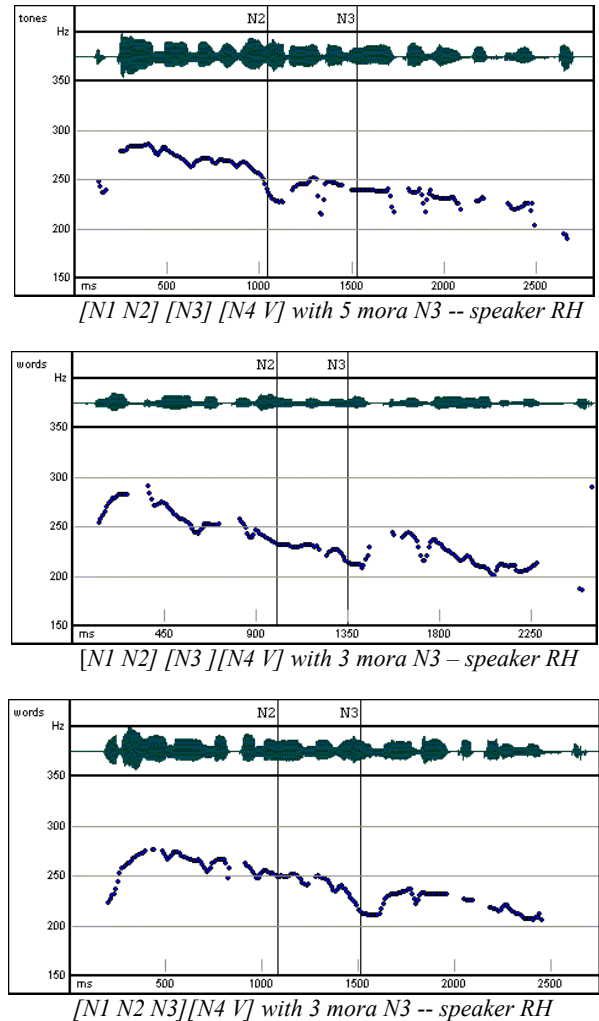 tones N2 N3
Hz
350
300
250
200
150
ms 500 1000 1500 2000 2500
[N1 N2] [N3] [N4 V] with 5 mora N3 -- speaker RH
words N2 N3
Hz
350
300
250
200
150
ms 450 900 1350 1800 2250
[N1 N2] [N3 ][N4 V] with 3 mora N3 – speaker RH
words N2 N3
Hz
350
300
250
200
150
ms 500 1000 1500 2000 2500
[N1 N2 N3][N4 V] with 3 mora N3 -- speaker RH